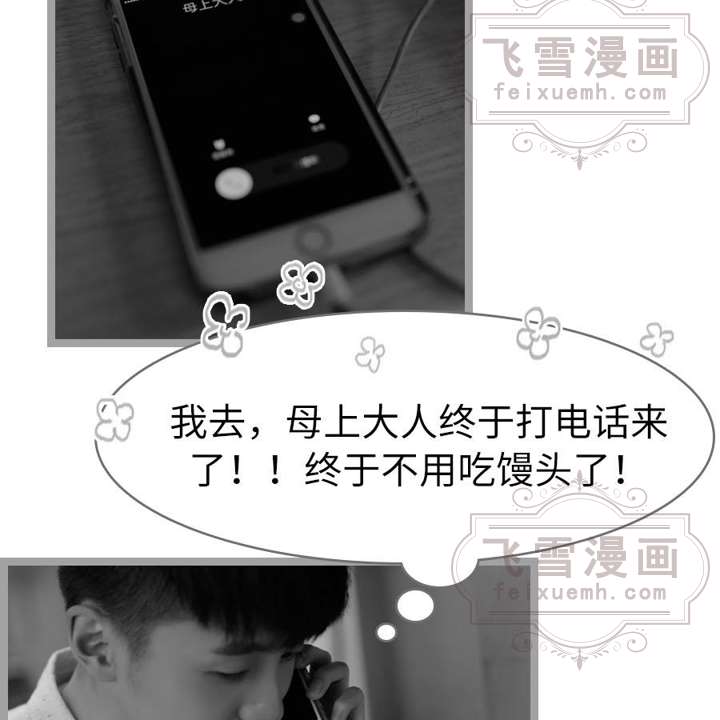 母上大人
飞雪漫画
feixuemh.com
我去，母上大人终于打电话来
了！！终于不用吃馒头了！
飞雪漫画
feixuemh.com